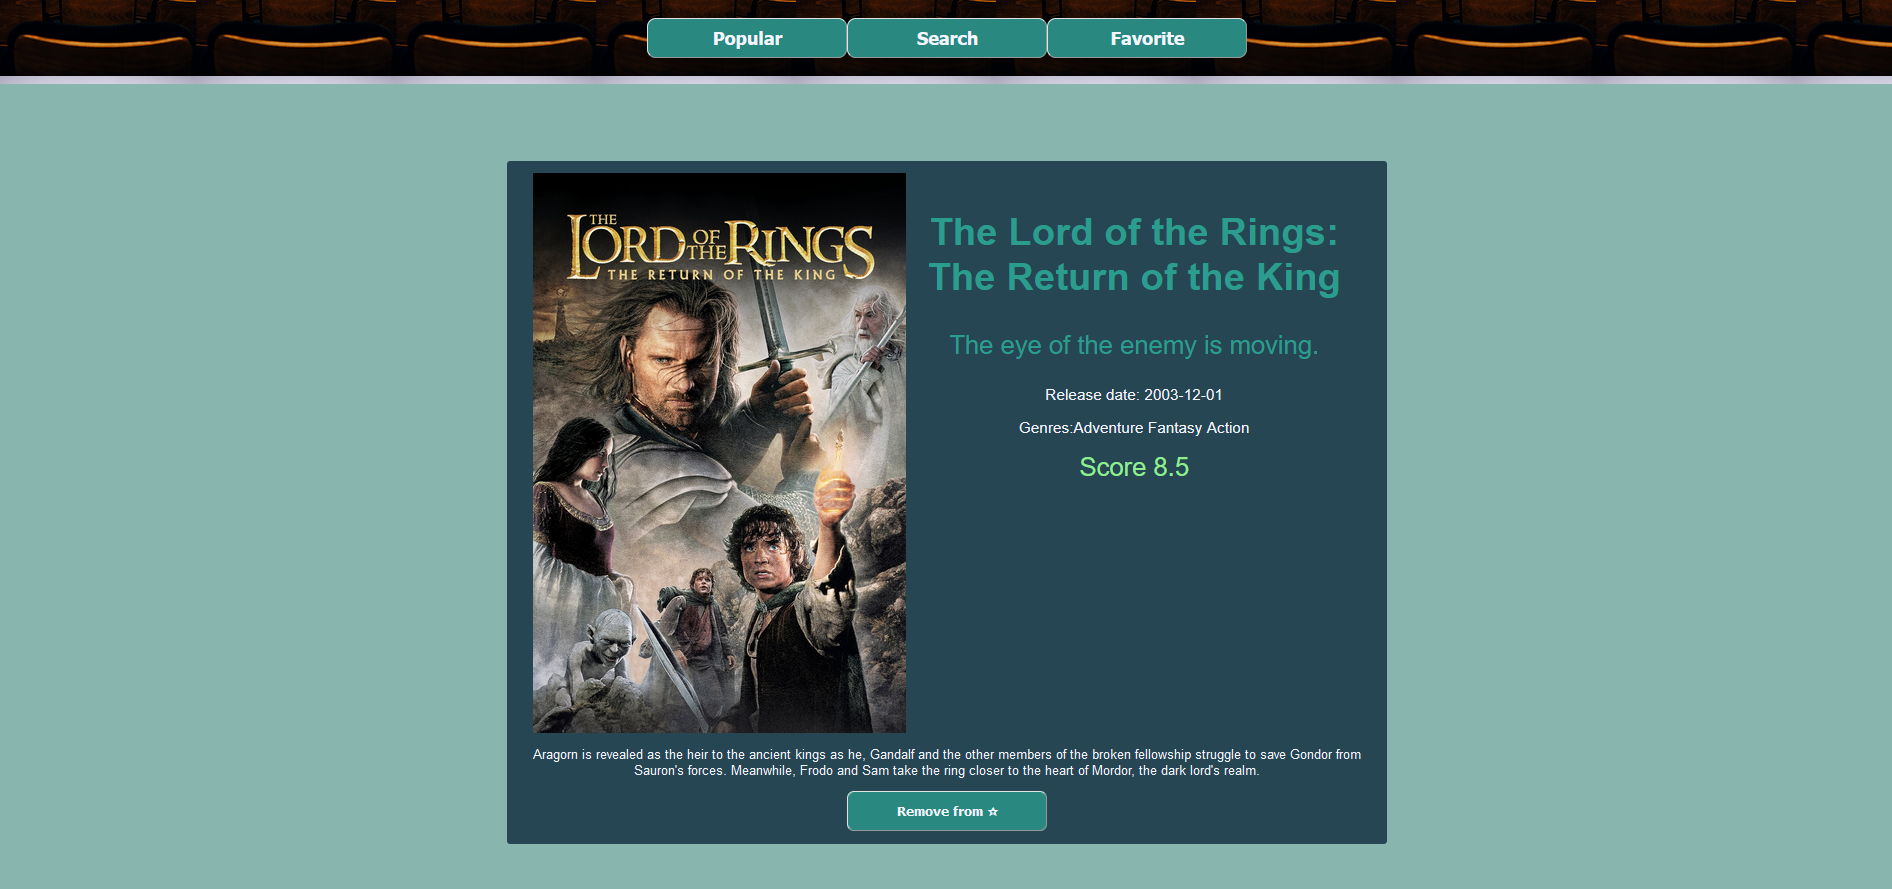 Popular
Search
Favorite
THE
LORD OF THE RINGS
THE RETURN OF THE KING
The Lord of the Rings:
The Return of the King
The eye of the enemy is moving.
Release date: 2003-12-01
Genres:Adventure Fantasy Action
Score 8.5
Aragorn is revealed as the heir to the ancient kings as he, Gandalf and the other members of the broken fellowship struggle to save Gondor from
Sauron's forces. Meanwhile, Frodo and Sam take the ring closer to the heart of Mordor, the dark lord's realm.
Remove from ☆